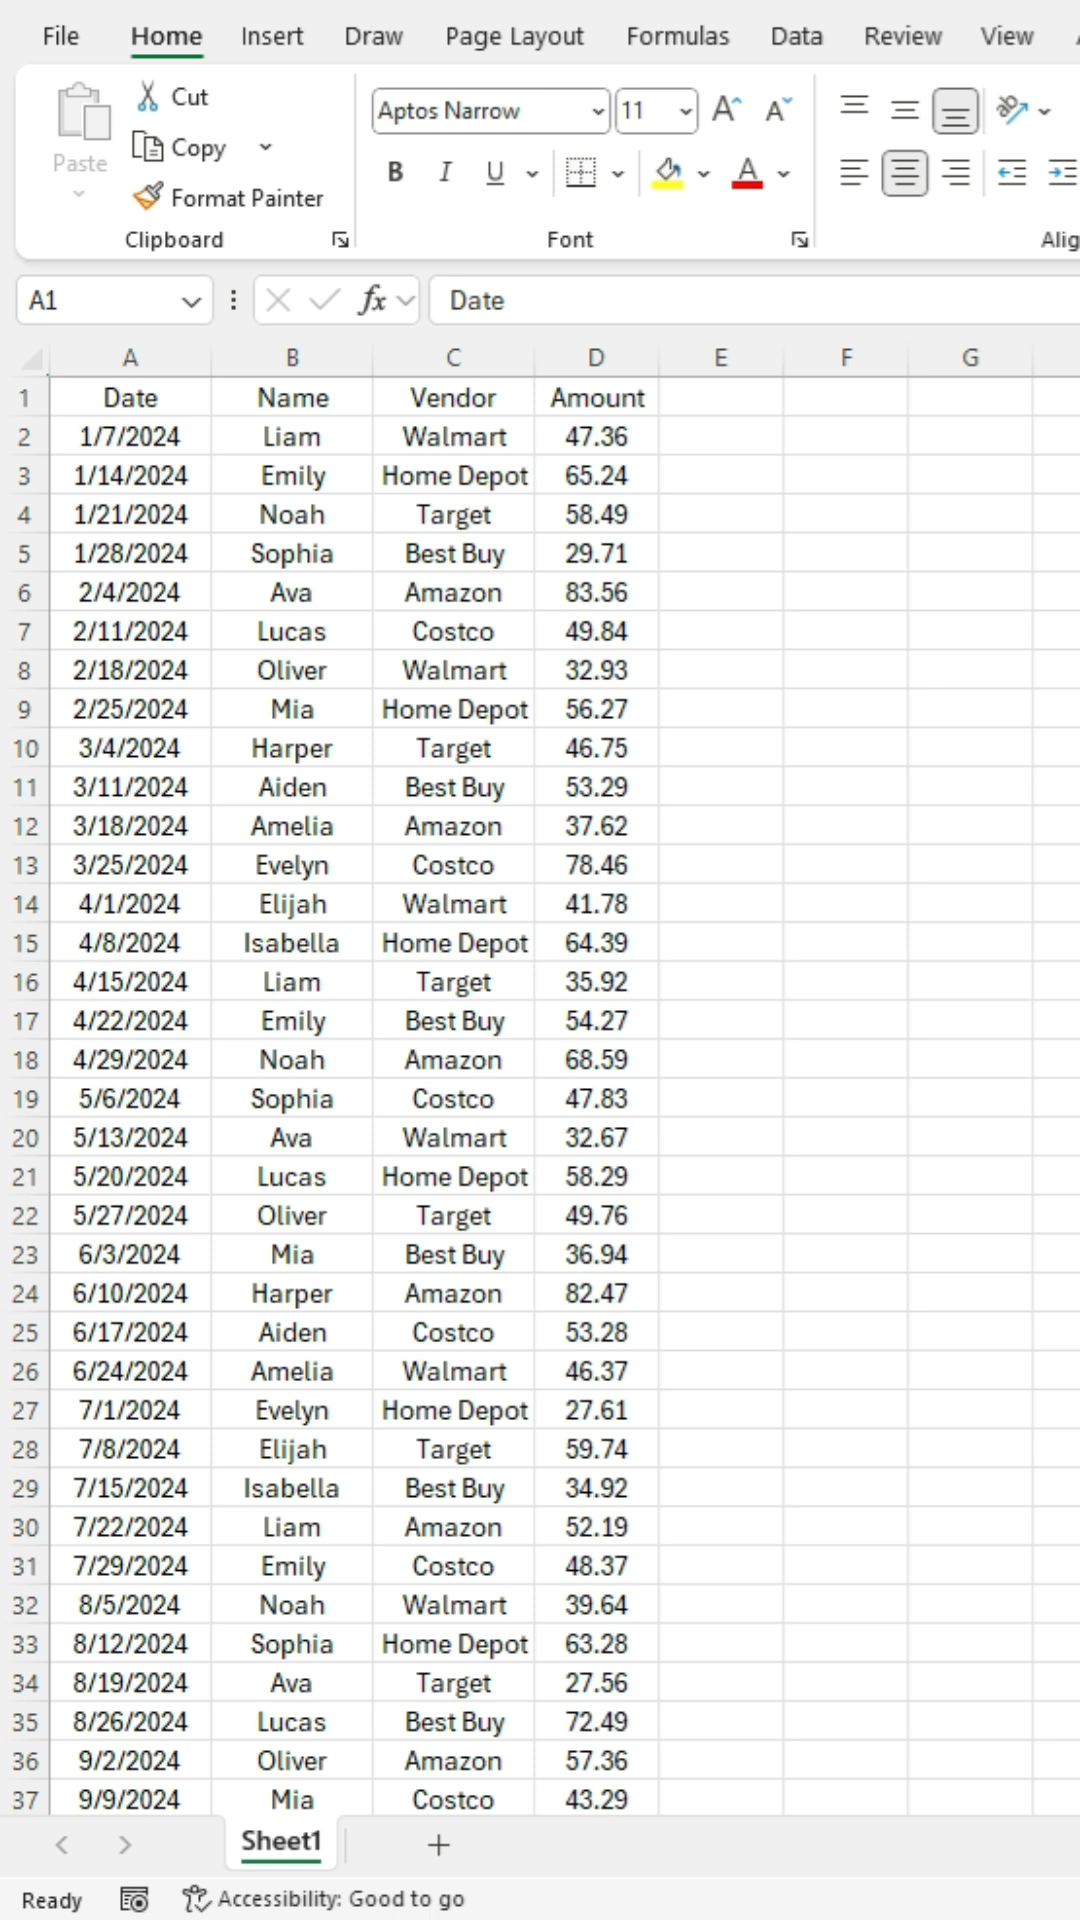 File Home Insert Draw Page Layout Formulas Data Review View
Cut
Aptos Narrow 11 A A
Paste
Copy
B I U A
Format Painter
Clipboard Font Alig
A1 fx Date
A B C D E F G
1 Date Name Vendor Amount
2 1/7/2024 Liam Walmart 47.36
3 1/14/2024 Emily Home Depot 65.24
4 1/21/2024 Noah Target 58.49
5 1/28/2024 Sophia Best Buy 29.71
6 2/4/2024 Ava Amazon 83.56
7 2/11/2024 Lucas Costco 49.84
8 2/18/2024 Oliver Walmart 32.93
9 2/25/2024 Mia Home Depot 56.27
10 3/4/2024 Harper Target 46.75
11 3/11/2024 Aiden Best Buy 53.29
12 3/18/2024 Amelia Amazon 37.62
13 3/25/2024 Evelyn Costco 78.46
14 4/1/2024 Elijah Walmart 41.78
15 4/8/2024 Isabella Home Depot 64.39
16 4/15/2024 Liam Target 35.92
17 4/22/2024 Emily Best Buy 54.27
18 4/29/2024 Noah Amazon 68.59
19 5/6/2024 Sophia Costco 47.83
20 5/13/2024 Ava Walmart 32.67
21 5/20/2024 Lucas Home Depot 58.29
22 5/27/2024 Oliver Target 49.76
23 6/3/2024 Mia Best Buy 36.94
24 6/10/2024 Harper Amazon 82.47
25 6/17/2024 Aiden Costco 53.28
26 6/24/2024 Amelia Walmart 46.37
27 7/1/2024 Evelyn Home Depot 27.61
28 7/8/2024 Elijah Target 59.74
29 7/15/2024 Isabella Best Buy 34.92
30 7/22/2024 Liam Amazon 52.19
31 7/29/2024 Emily Costco 48.37
32 8/5/2024 Noah Walmart 39.64
33 8/12/2024 Sophia Home Depot 63.28
34 8/19/2024 Ava Target 27.56
35 8/26/2024 Lucas Best Buy 72.49
36 9/2/2024 Oliver Amazon 57.36
37 9/9/2024 Mia Costco 43.29
Sheet1
Ready Accessibility: Good to go